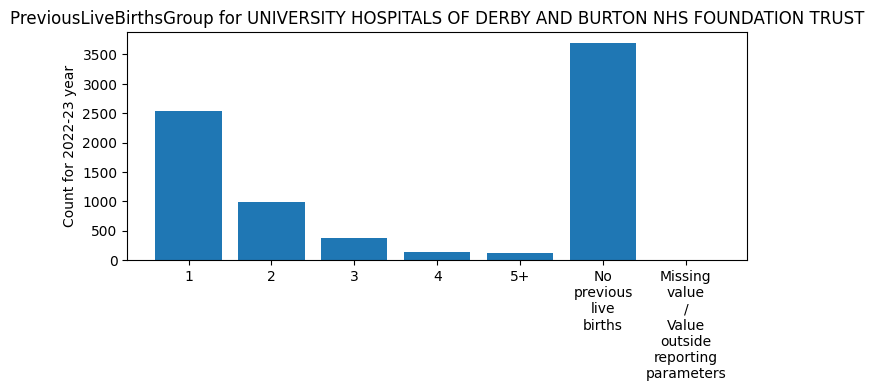 PreviousLiveBirthsGroup for UNIVERSITY HOSPITALS OF DERBY AND BURTON NHS FOUNDATION TRUST
Count for 2022-23 year
3500
3000
2500
2000
1500
1000
500
0
1
2
3
4
5+
No
previous
live
births
Missing
value
/
Value
outside
reporting
parameters